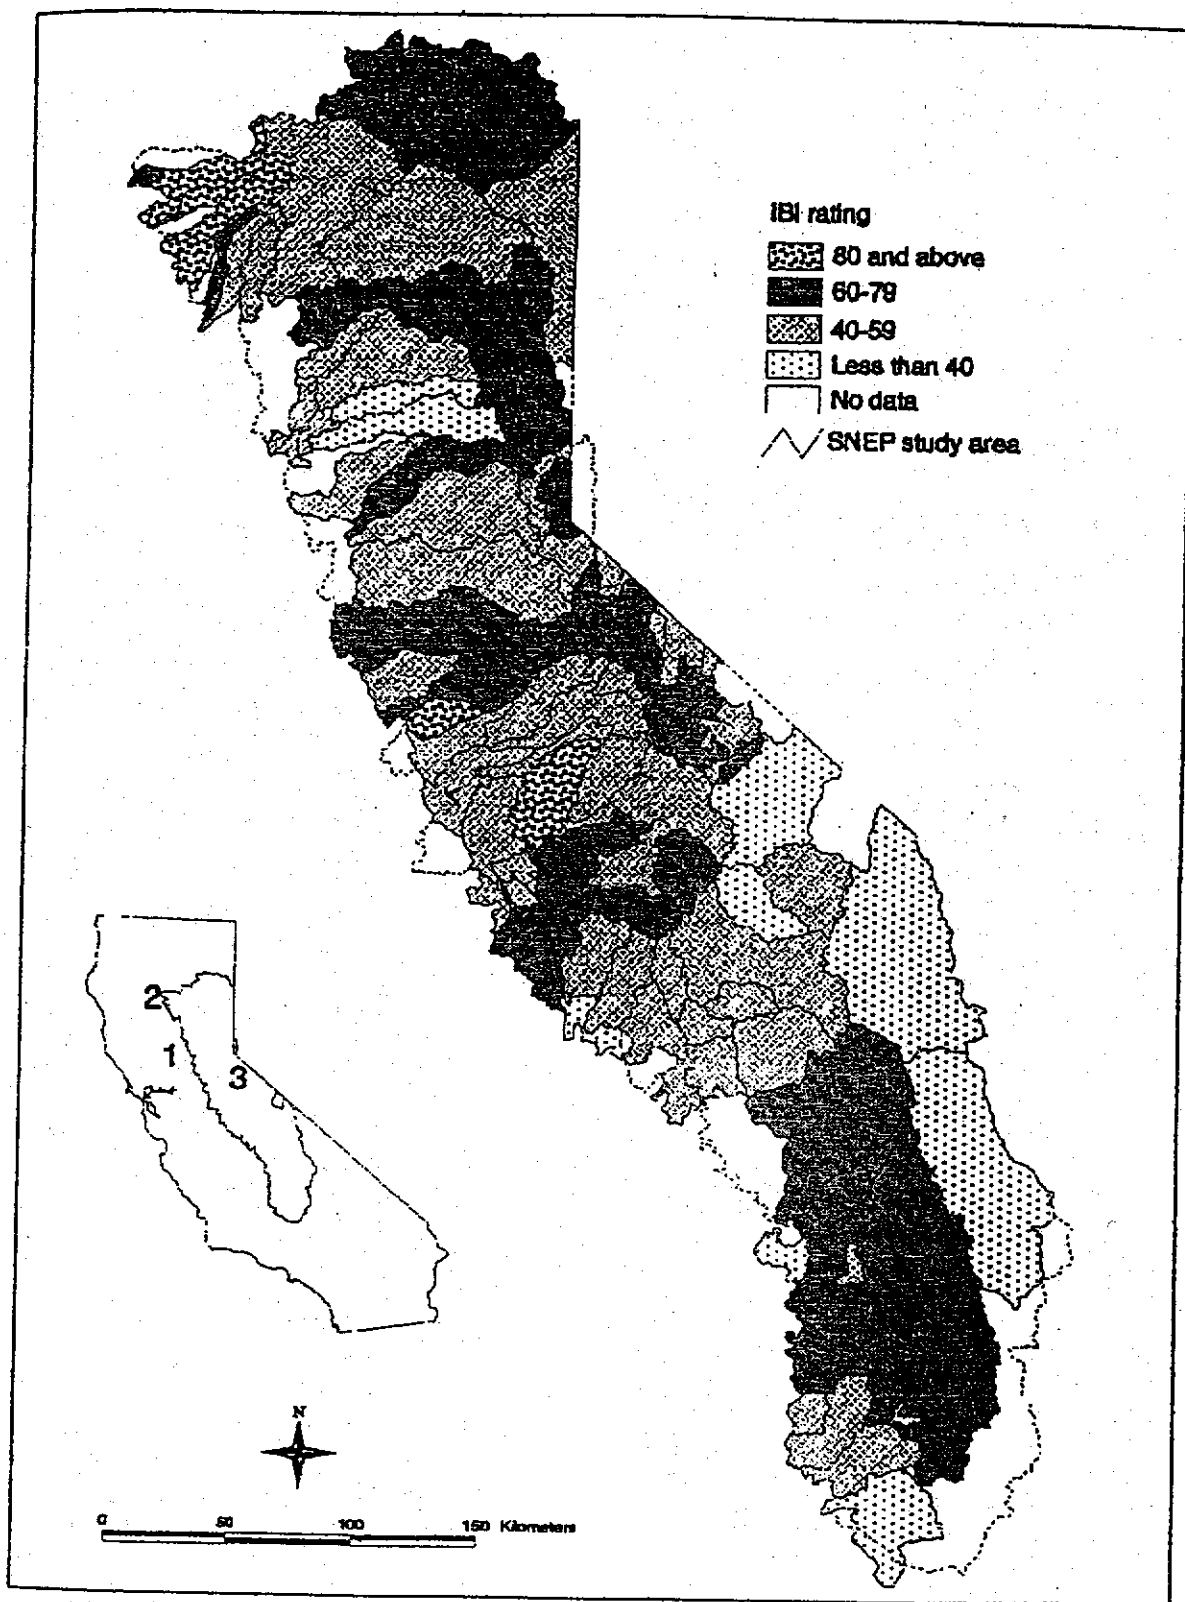 IBI rating
80 and above
60-79
40-59
Less than 40
No data
SNEP study area
2
1
3
N
0 50 100 150 Kilometers